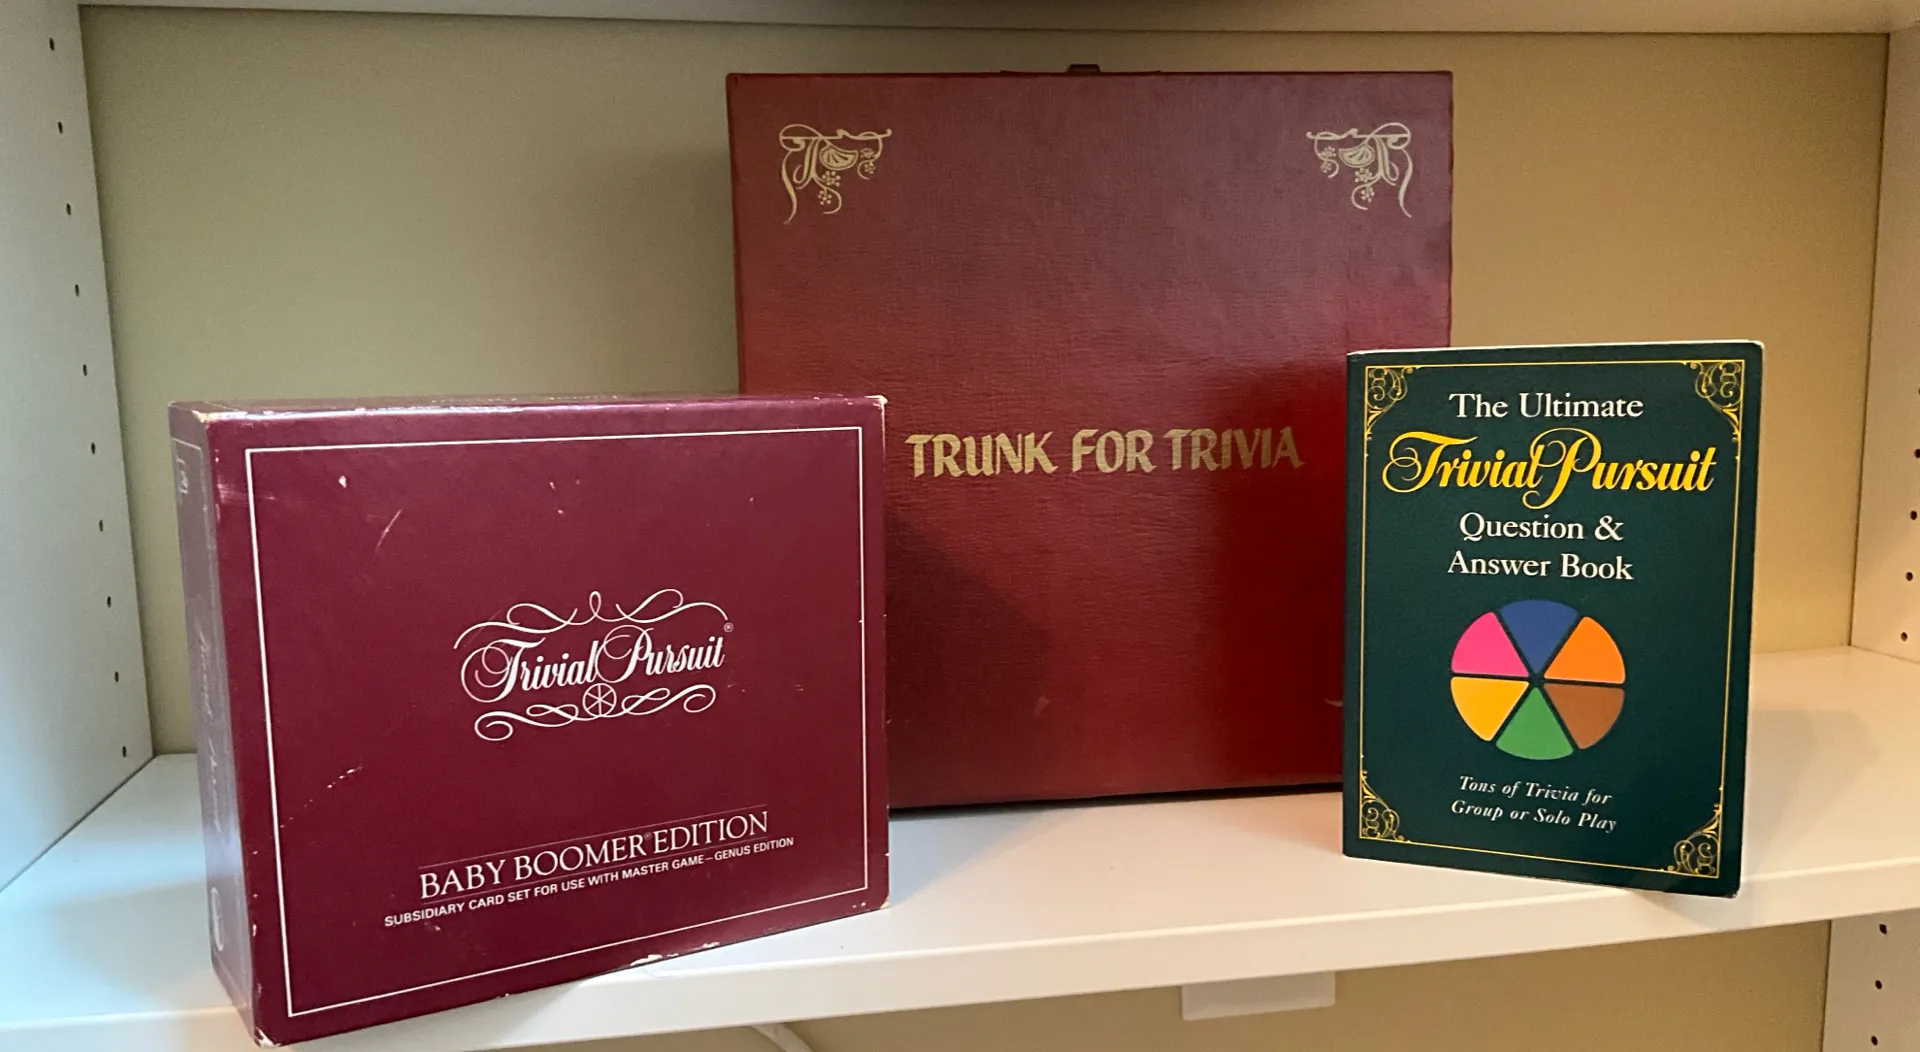 Trivial Pursuit®
BABY BOOMER® EDITION
SUBSIDIARY CARD SET FOR USE WITH MASTER GAME – GENUS EDITION
TRUNK FOR TRIVIA
The Ultimate
Trivial Pursuit
Question &
Answer Book
Tons of Trivia for
Group or Solo Play